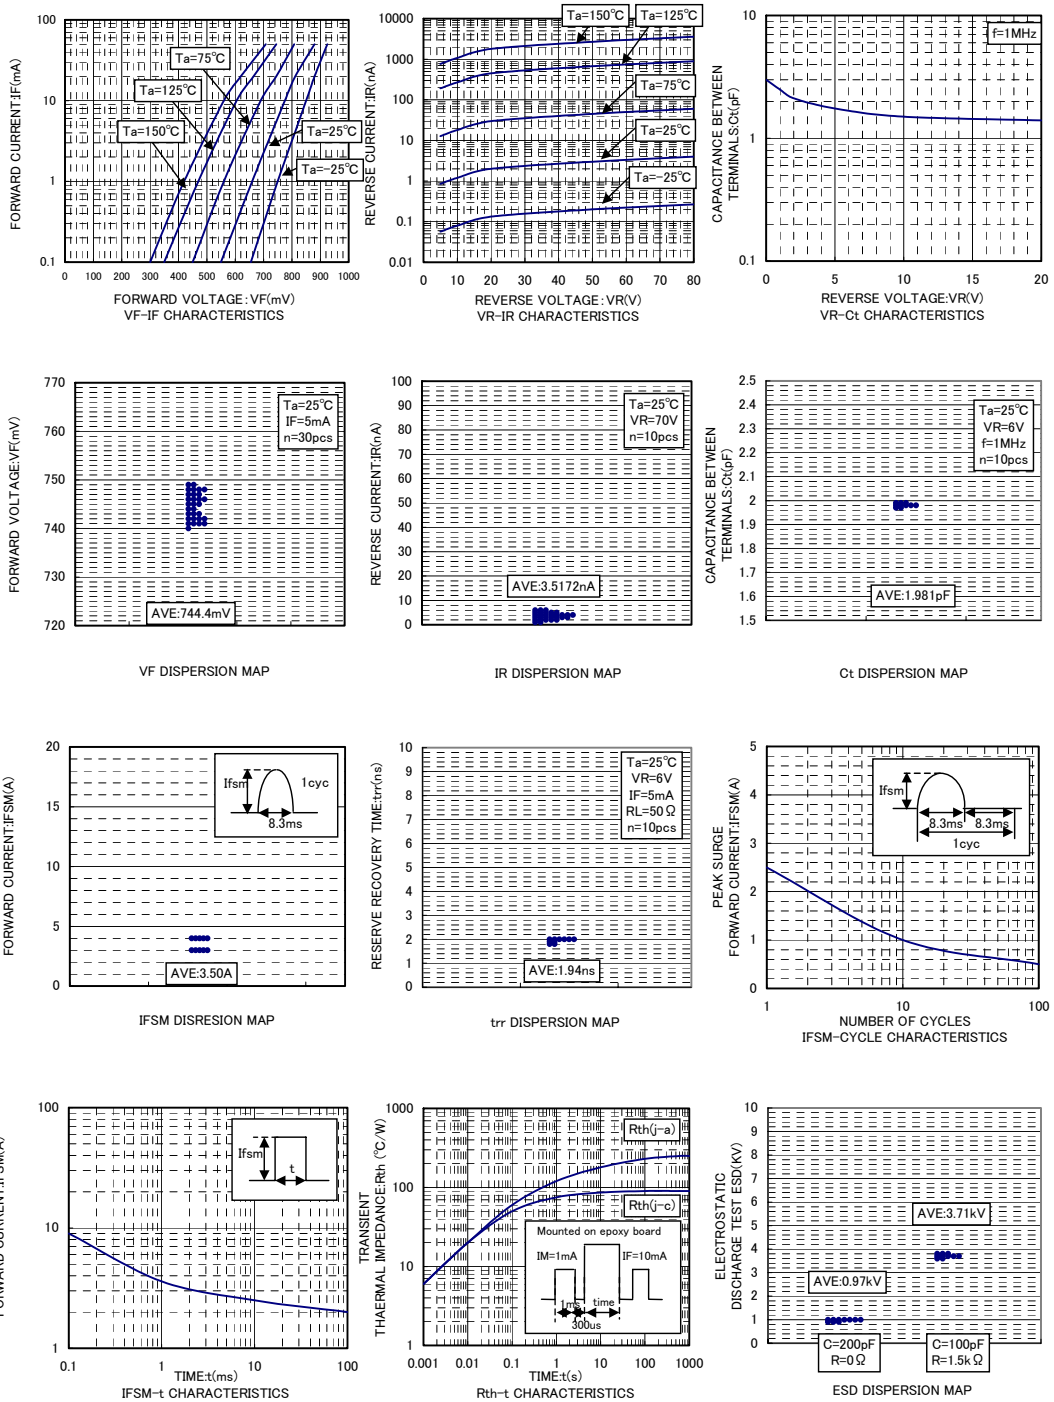 100
10
1
0.1
FORWARD CURRENT:IF(mA)
Ta=75℃
Ta=125℃
Ta=150℃
Ta=25℃
Ta=-25℃
0 100 200 300 400 500 600 700 800 900 1000
FORWARD VOLTAGE:VF(mV)
VF-IF CHARACTERISTICS
10000
1000
100
10
1
0.1
0.01
REVERSE CURRENT:IR(nA)
Ta=150℃
Ta=125℃
Ta=75℃
Ta=25℃
Ta=-25℃
0 10 20 30 40 50 60 70 80
REVERSE VOLTAGE:VR(V)
VR-IR CHARACTERISTICS
10
1
0.1
CAPACITANCE BETWEEN
TERMINALS:Ct(pF)
f=1MHz
0 5 10 15 20
REVERSE VOLTAGE:VR(V)
VR-Ct CHARACTERISTICS
770
760
750
740
730
720
FORWARD VOLTAGE:VF(mV)
Ta=25℃
IF=5mA
n=30pcs
AVE:744.4mV
VF DISPERSION MAP
100
90
80
70
60
50
40
30
20
10
0
REVERSE CURRENT:IR(nA)
Ta=25℃
VR=70V
n=10pcs
AVE:3.5172nA
IR DISPERSION MAP
2.5
2.4
2.3
2.2
2.1
2
1.9
1.8
1.7
1.6
1.5
CAPACITANCE BETWEEN
TERMINALS:Ct(pF)
Ta=25℃
VR=6V
f=1MHz
n=10pcs
AVE:1.981pF
Ct DISPERSION MAP
20
15
10
5
0
FORWARD CURRENT:IFSM(A)
Ifsm
1cyc
8.3ms
AVE:3.50A
IFSM DISRESION MAP
10
9
8
7
6
5
4
3
2
1
0
RESERVE RECOVERY TIME:trr(ns)
Ta=25℃
VR=6V
IF=5mA
RL=50Ω
n=10pcs
AVE:1.94ns
trr DISPERSION MAP
5
4
3
2
1
0
PEAK SURGE
FORWARD CURRENT:IFSM(A)
Ifsm
8.3ms 8.3ms
1cyc
1 10 100
NUMBER OF CYCLES
IFSM-CYCLE CHARACTERISTICS
100
10
1
Ifsm
t
0.1 1 10 100
TIME:t(ms)
IFSM-t CHARACTERISTICS
1000
100
10
1
TRANSIENT
THAERMAL IMPEDANCE:Rth (℃/W)
Rth(j-a)
Rth(j-c)
Mounted on epoxy board
IM=1mA
IF=10mA
1ms
time
300us
0.001 0.01 0.1 1 10 100 1000
TIME:t(s)
Rth-t CHARACTERISTICS
10
9
8
7
6
5
4
3
2
1
0
ELECTROSTATIC
DISCHARGE TEST ESD(KV)
AVE:3.71kV
AVE:0.97kV
C=200pF
R=0Ω
C=100pF
R=1.5kΩ
ESD DISPERSION MAP